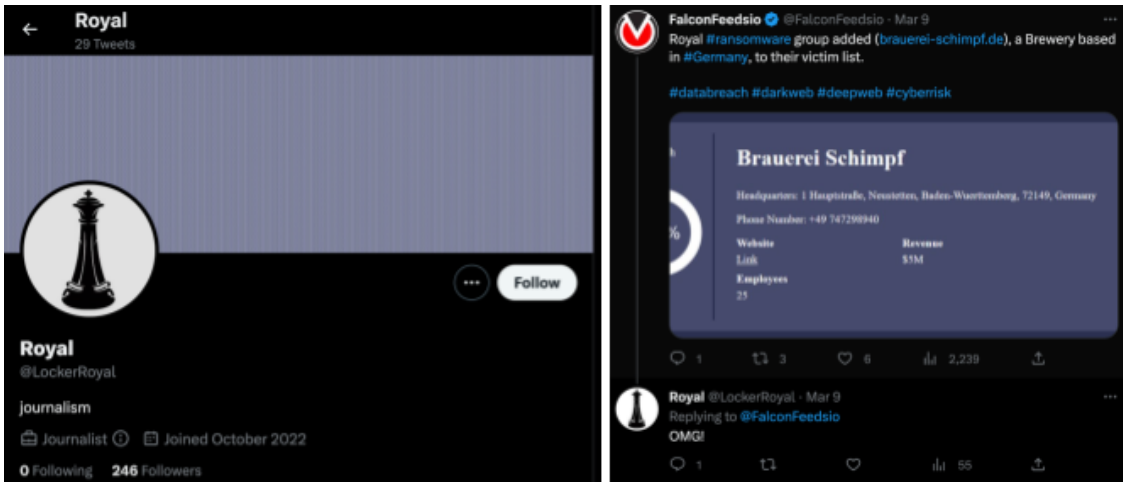 Royal
29 Tweets
Follow
Royal
@LockerRoyal
journalism
Journalist
Joined October 2022
0 Following 246 Followers
FalconFeedsio @FalconFeedsio · Mar 9
Royal #ransomware group added (brauerei-schimpf.de), a Brewery based
in #Germany, to their victim list.
#databreach #darkweb #deepweb #cyberrisk
%
Brauerei Schimpf
Headquarters: 1 Hauptstraße, Neustetten, Baden-Wuerttemberg, 72149, Germany
Phone Number: +49 747298940
Website Revenue
Link $5M
Employees
25
1 3 6 2,239
Royal @LockerRoyal · Mar 9
Replying to @FalconFeedsio
OMG!
1 55